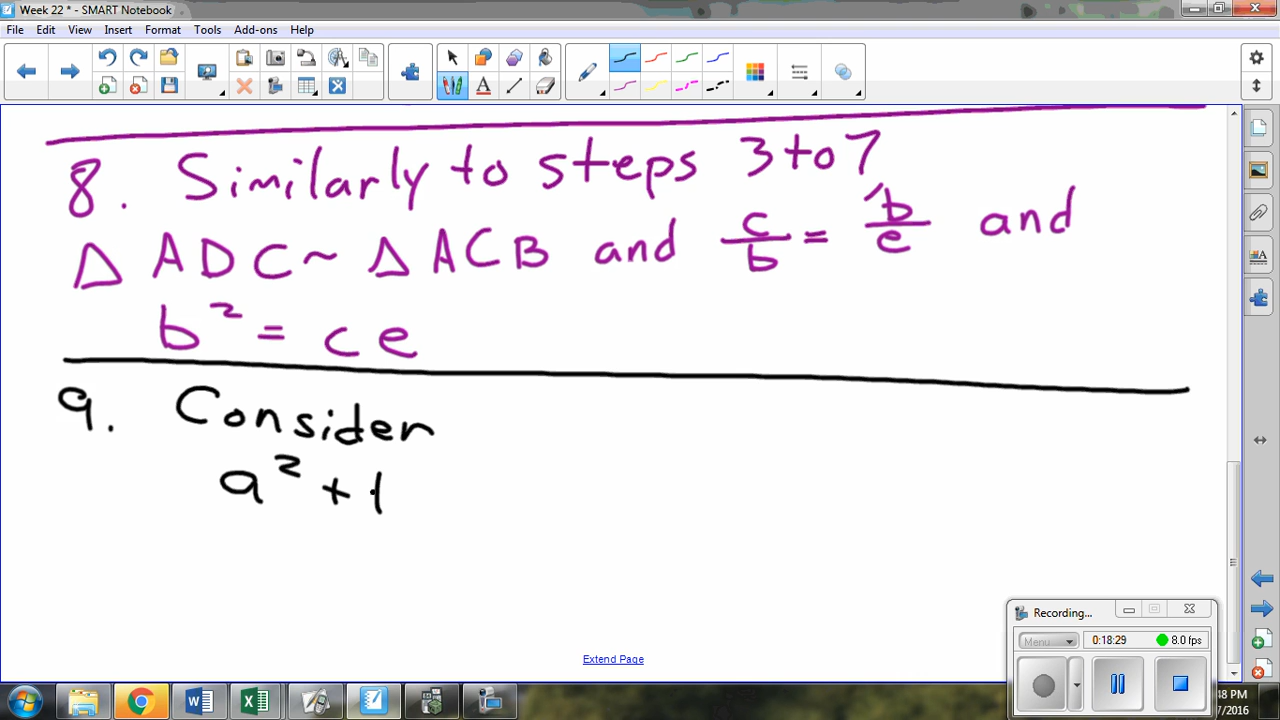 Week 22 * - SMART Notebook
File Edit View Insert Format Tools Add-ons Help
8. Similarly to steps 3 to 7
Δ ADC ~ Δ ACB and c/b = b/e and
b² = ce
9. Consider
a² + 1
Extend Page
Recording...
Menu
0:18:29
8.0 fps